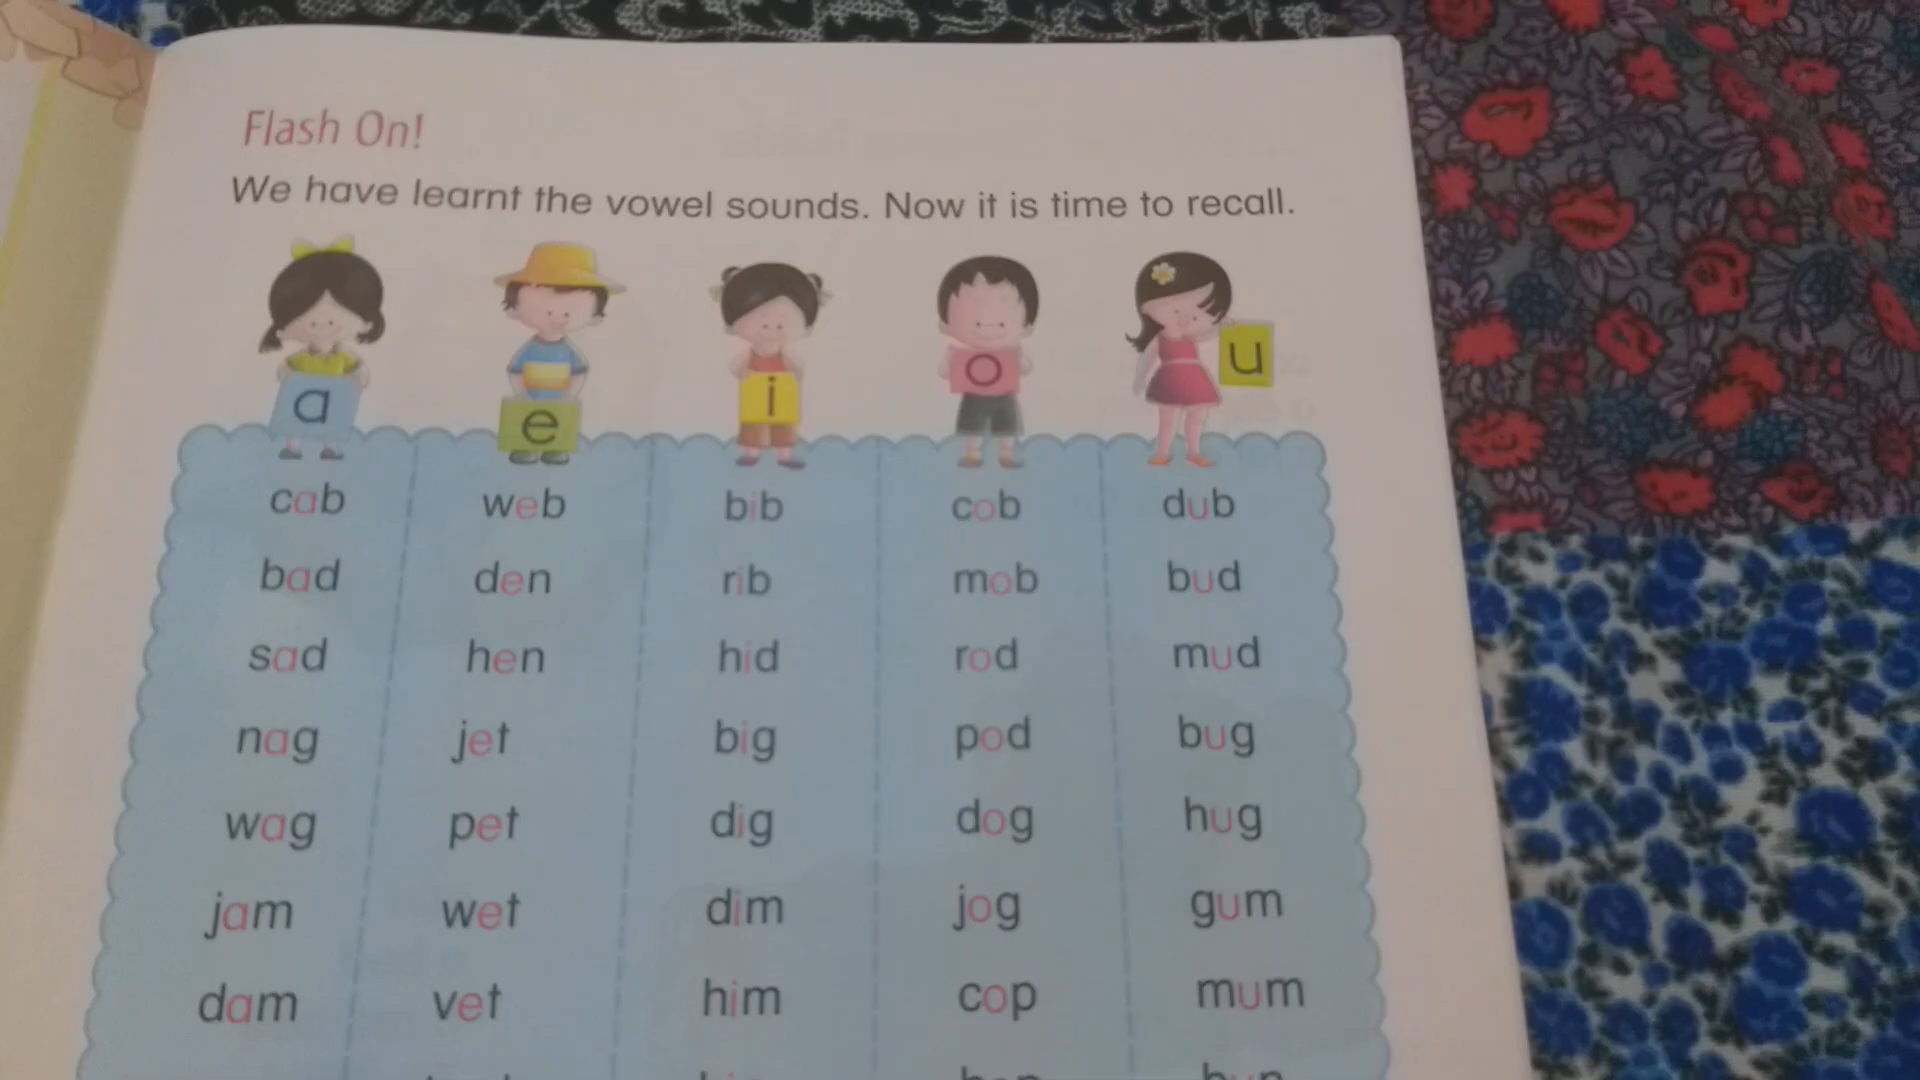 Flash On!
We have learnt the vowel sounds. Now it is time to recall.
a e i o u
cab web bib cob dub
bad den rib mob bud
sad hen hid rod mud
nag jet big pod bug
wag pet dig dog hug
jam wet dim jog gum
dam vet him cop mum